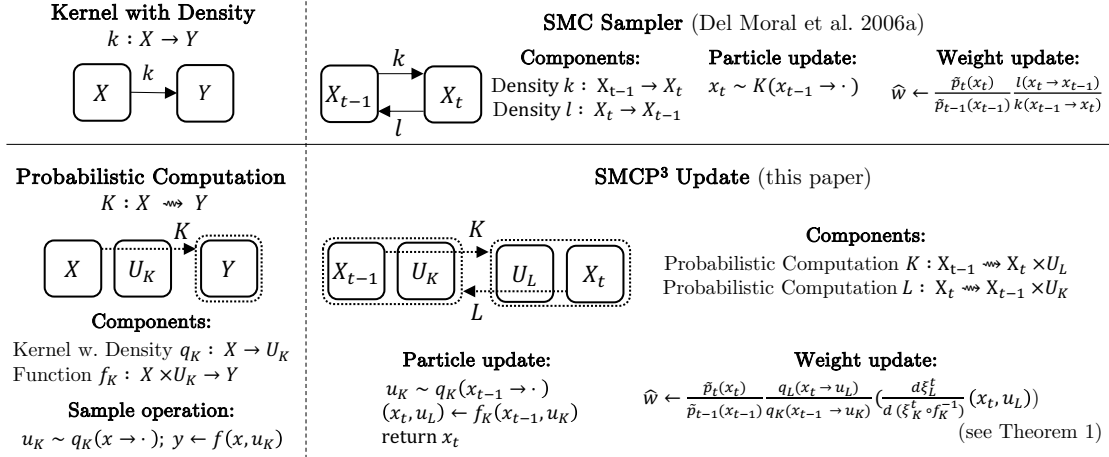 Kernel with Density
k : X → Y
X
k
Y
SMC Sampler (Del Moral et al. 2006a)
X_{t−1}
k
X_t
l
Components:
Density k : X_{t−1} → X_t
Density l : X_t → X_{t−1}
Particle update:
x_t ~ K(x_{t−1} → · )
Weight update:
ŵ ← \frac{p̃_t(x_t)}{p̃_{t−1}(x_{t−1})} \frac{l(x_t → x_{t−1})}{k(x_{t−1} → x_t)}
Probabilistic Computation
K : X ⇝ Y
K
X
U_K
Y
Components:
Kernel w. Density q_K : X → U_K
Function f_K : X × U_K → Y
Sample operation:
u_K ~ q_K(x → · ); y ← f(x, u_K)
SMCP³ Update (this paper)
K
X_{t−1}
U_K
U_L
X_t
L
Components:
Probabilistic Computation K : X_{t−1} ⇝ X_t × U_L
Probabilistic Computation L : X_t ⇝ X_{t−1} × U_K
Particle update:
u_K ~ q_K(x_{t−1} → · )
(x_t, u_L) ← f_K(x_{t−1}, u_K)
return x_t
Weight update:
ŵ ← \frac{p̃_t(x_t)}{p̃_{t−1}(x_{t−1})} \frac{q_L(x_t → u_L)}{q_K(x_{t−1} → u_K)} (\frac{dξ_L^t}{d (ξ_K^t ∘ f_K^{−1})} (x_t, u_L))
(see Theorem 1)